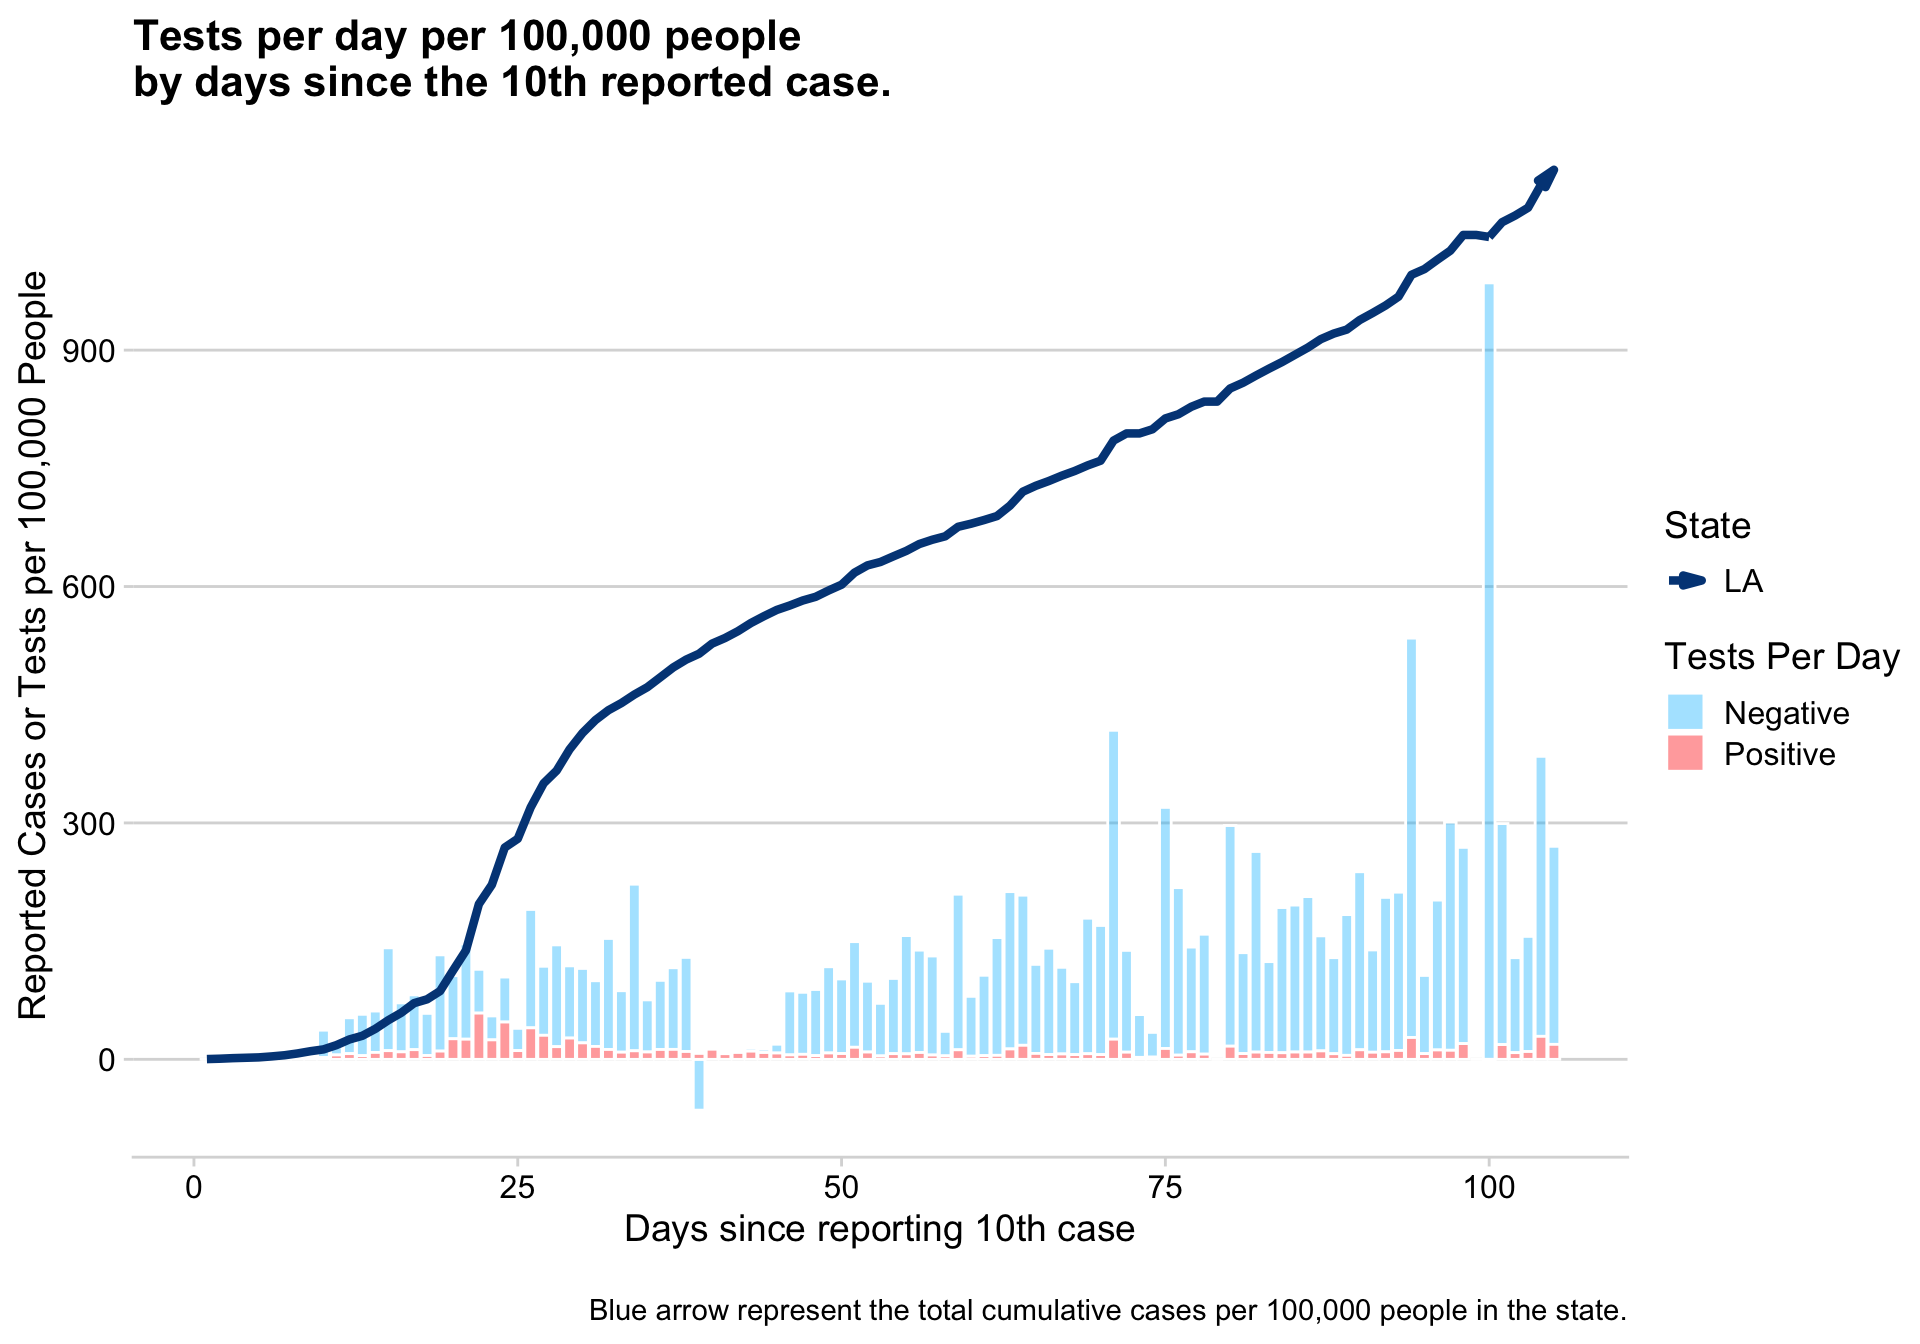 Tests per day per 100,000 people
by days since the 10th reported case.
Reported Cases or Tests per 100,000 People
900
600
300
0
0
25
50
75
100
Days since reporting 10th case
State
LA
Tests Per Day
Negative
Positive
Blue arrow represent the total cumulative cases per 100,000 people in the state.